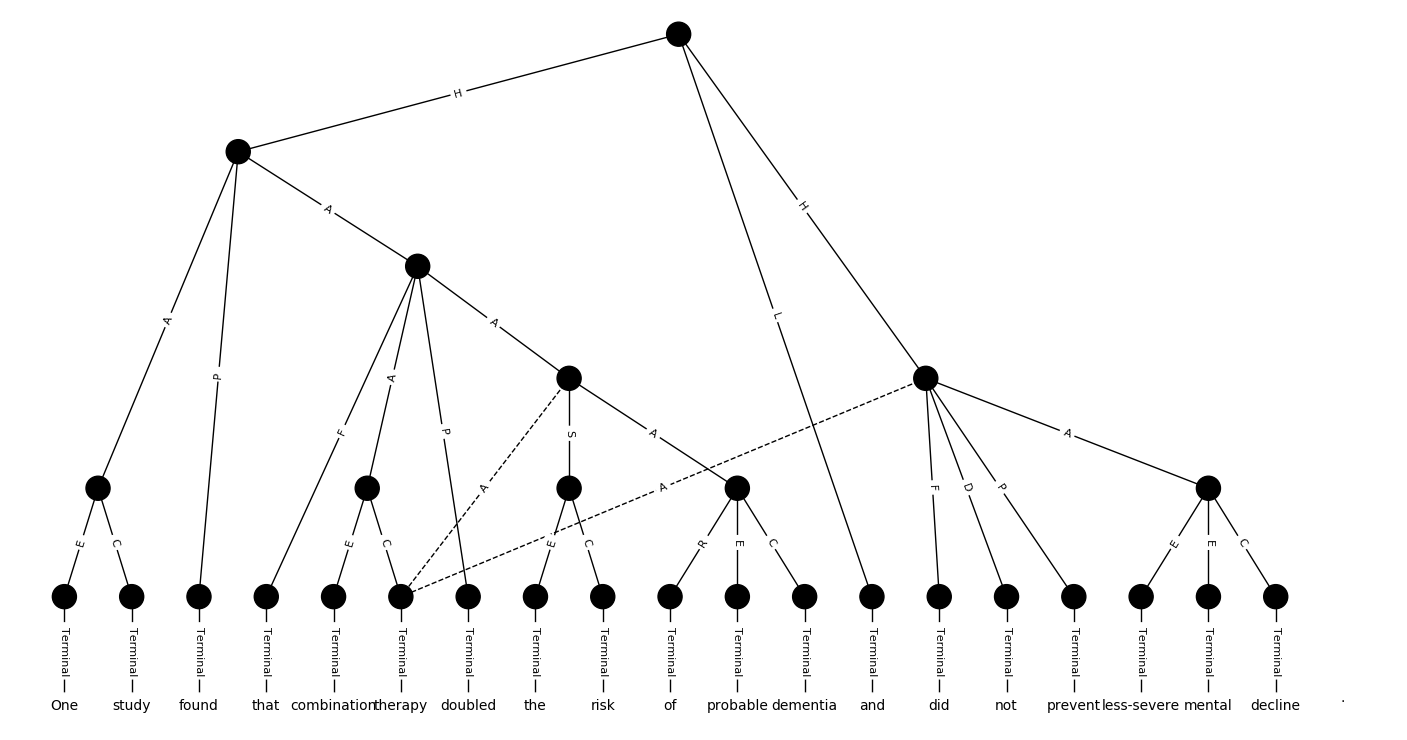 H
A
H
A
L
A
P
A
F
P
S
A
A
A
A
F
D
P
E
C
E
C
E
C
R
E
C
E
E
C
Terminal Terminal Terminal Terminal Terminal Terminal Terminal Terminal Terminal Terminal Terminal Terminal Terminal Terminal Terminal Terminal Terminal Terminal Terminal
One study found that combination therapy doubled the risk of probable dementia and did not prevent less-severe mental decline .